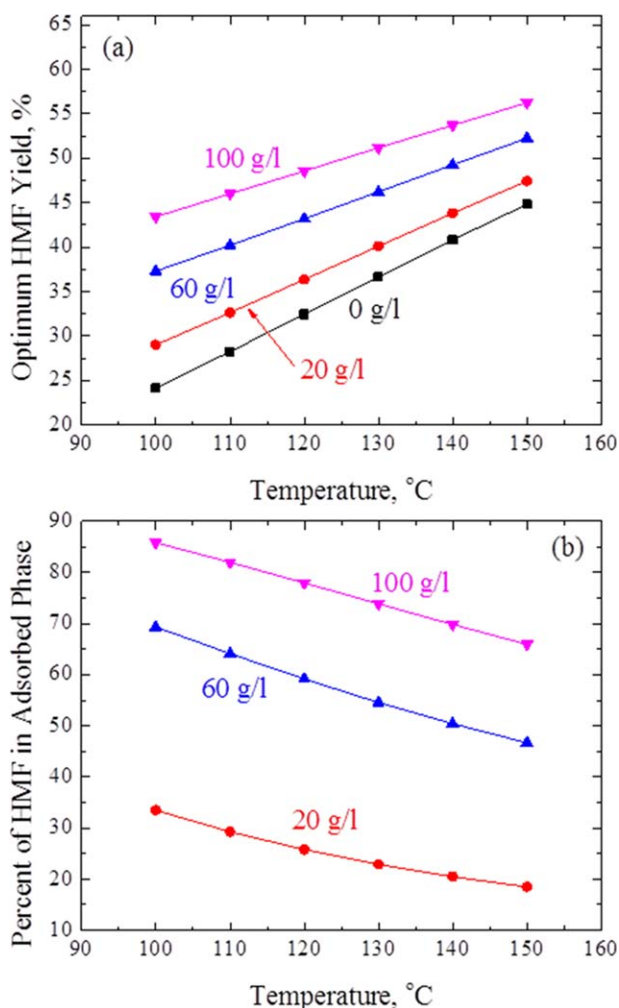 (a)
Optimum HMF Yield, %
65
60
55
50
45
40
35
30
25
20
100 g/l
60 g/l
0 g/l
20 g/l
90 100 110 120 130 140 150 160
Temperature, °C
(b)
Percent of HMF in Adsorbed Phase
90
80
70
60
50
40
30
20
10
100 g/l
60 g/l
20 g/l
90 100 110 120 130 140 150 160
Temperature, °C